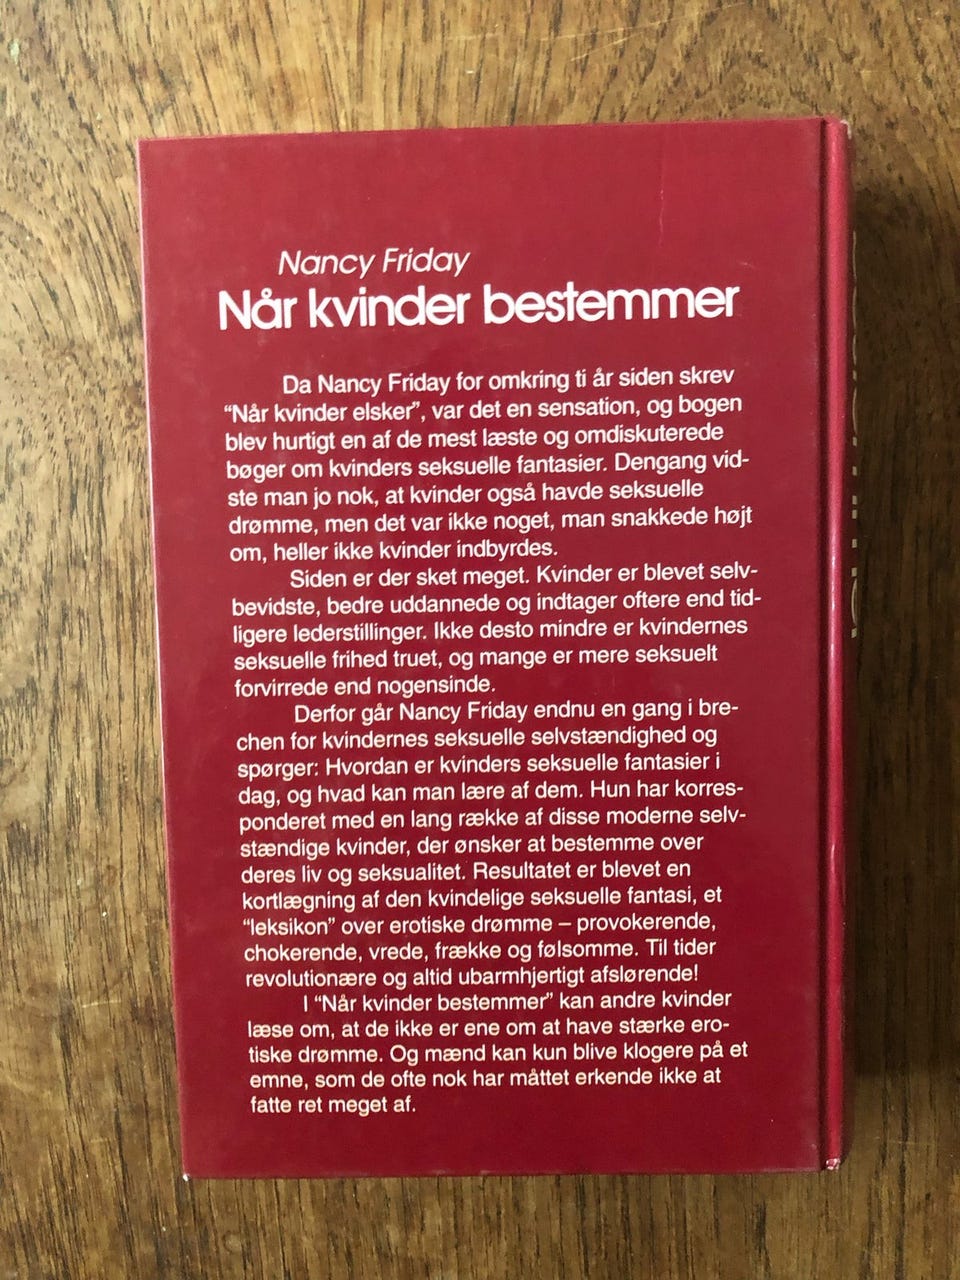 Nancy Friday
Når kvinder bestemmer
Da Nancy Friday for omkring ti år siden skrev
“Når kvinder elsker”, var det en sensation, og bogen
blev hurtigt en af de mest læste og omdiskuterede
bøger om kvinders seksuelle fantasier. Dengang vid-
ste man jo nok, at kvinder også havde seksuelle
drømme, men det var ikke noget, man snakkede højt
om, heller ikke kvinder indbyrdes.
Siden er der sket meget. Kvinder er blevet selv-
bevidste, bedre uddannede og indtager oftere end tid-
ligere lederstillinger. Ikke desto mindre er kvindernes
seksuelle frihed truet, og mange er mere seksuelt
forvirrede end nogensinde.
Derfor går Nancy Friday endnu en gang i bre-
chen for kvindernes seksuelle selvstændighed og
spørger: Hvordan er kvinders seksuelle fantasier i
dag, og hvad kan man lære af dem. Hun har korres-
ponderet med en lang række af disse moderne selv-
stændige kvinder, der ønsker at bestemme over
deres liv og seksualitet. Resultatet er blevet en
kortlægning af den kvindelige seksuelle fantasi, et
“leksikon” over erotiske drømme – provokerende,
chokerende, vrede, frække og følsomme. Til tider
revolutionære og altid ubarmhjertigt afslørende!
I “Når kvinder bestemmer” kan andre kvinder
læse om, at de ikke er ene om at have stærke ero-
tiske drømme. Og mænd kan kun blive klogere på et
emne, som de ofte nok har måttet erkende ikke at
fatte ret meget af.